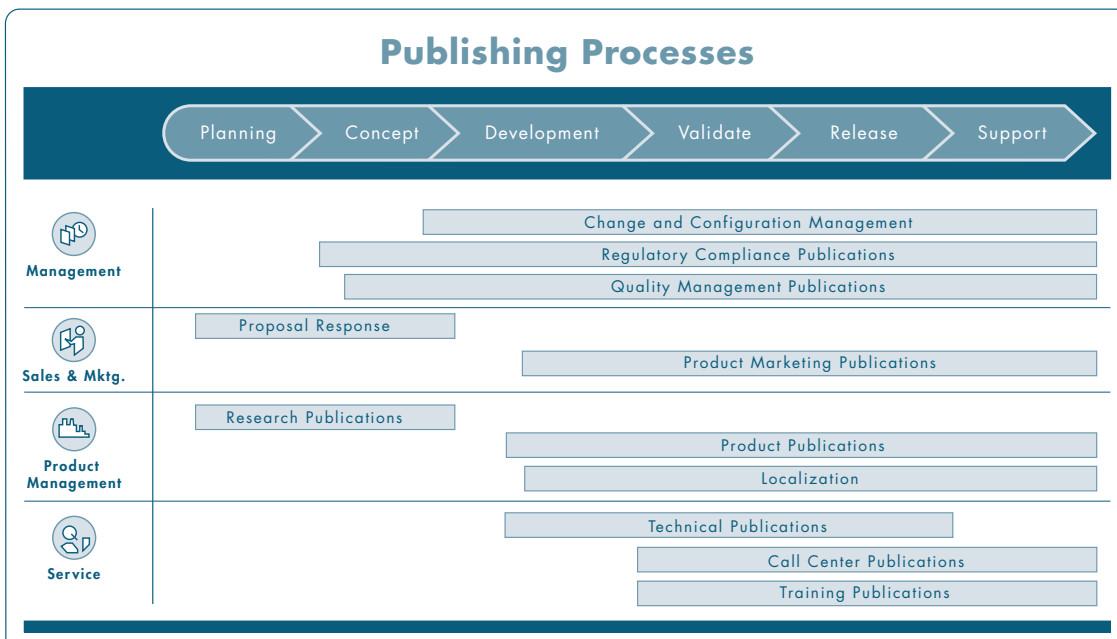 Publishing Processes
Planning
Concept
Development
Validate
Release
Support
Management
Change and Configuration Management
Regulatory Compliance Publications
Quality Management Publications
Sales & Mktg.
Proposal Response
Product Marketing Publications
Product
Management
Research Publications
Product Publications
Localization
Service
Technical Publications
Call Center Publications
Training Publications